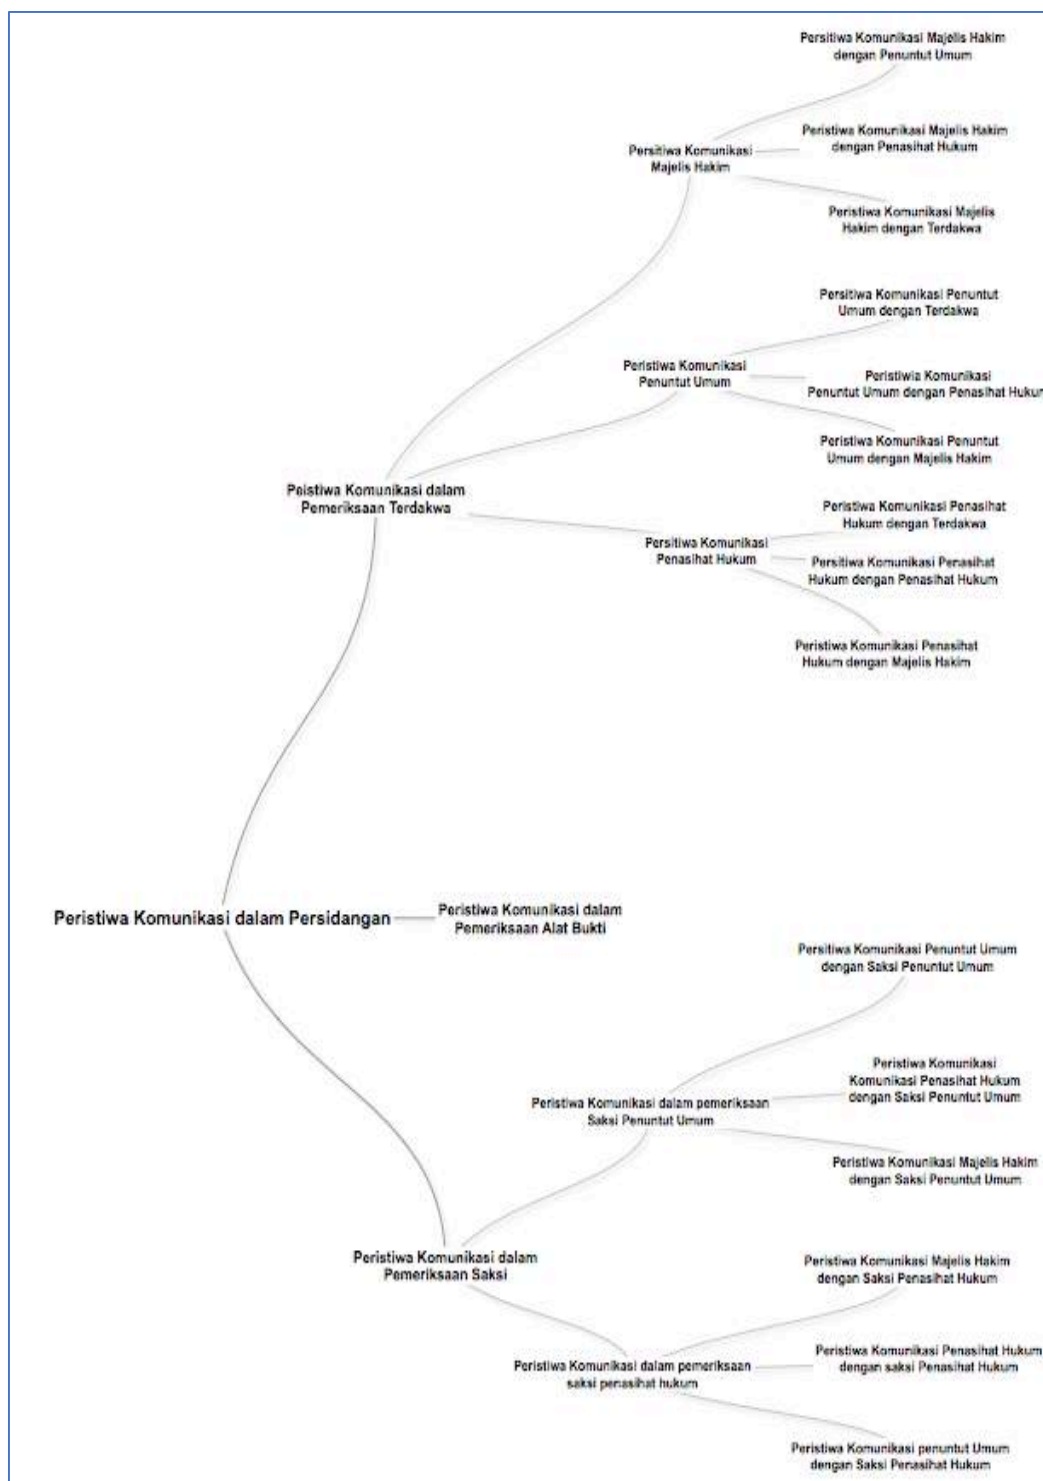 Persitiwa Komunikasi Majelis Hakim
dengan Penuntut Umum
Peristiwa Komunikasi Majelis Hakim
dengan Penasihat Hukum
Persitiwa Komunikasi
Majelis Hakim
Peristiwa Komunikasi Majelis
Hakim dengan Terdakwa
Persitiwa Komunikasi Penuntut
Umum dengan Terdakwa
Peristiwa Komunikasi
Penuntut Umum
Peristiwia Komunikasi
Penuntut Umum dengan Penasihat Hukum
Peristiwa Komunikasi Penuntut
Umum dengan Majelis Hakim
Peistiwa Komunikasi dalam
Pemeriksaan Terdakwa
Peristiwa Komunikasi Penasihat
Hukum dengan Terdakwa
Persitiwa Komunikasi
Penasihat Hukum
Persitiwa Komunikasi Penasihat
Hukum dengan Penasihat Hukum
Peristiwa Komunikasi Penasihat
Hukum dengan Majelis Hakim
Peristiwa Komunikasi dalam Persidangan
Peristiwa Komunikasi dalam
Pemeriksaan Alat Bukti
Persitiwa Komunikasi Penuntut Umum
dengan Saksi Penuntut Umum
Peristiwa Komunikasi
Komunikasi Penasihat Hukum
dengan Saksi Penuntut Umum
Peristiwa Komunikasi dalam pemeriksaan
Saksi Penuntut Umum
Peristiwa Komunikasi Majelis Hakim
dengan Saksi Penuntut Umum
Peristiwa Komunikasi dalam
Pemeriksaan Saksi
Peristiwa Komunikasi Majelis Hakim
dengan Saksi Penasihat Hukum
Peristiwa Komunikasi dalam pemeriksaan
saksi penasihat hukum
Peristiwa Komunikasi Penasihat Hukum
dengan saksi Penasihat Hukum
Peristiwa Komunikasi penuntut Umum
dengan Saksi Penasihat Hukum